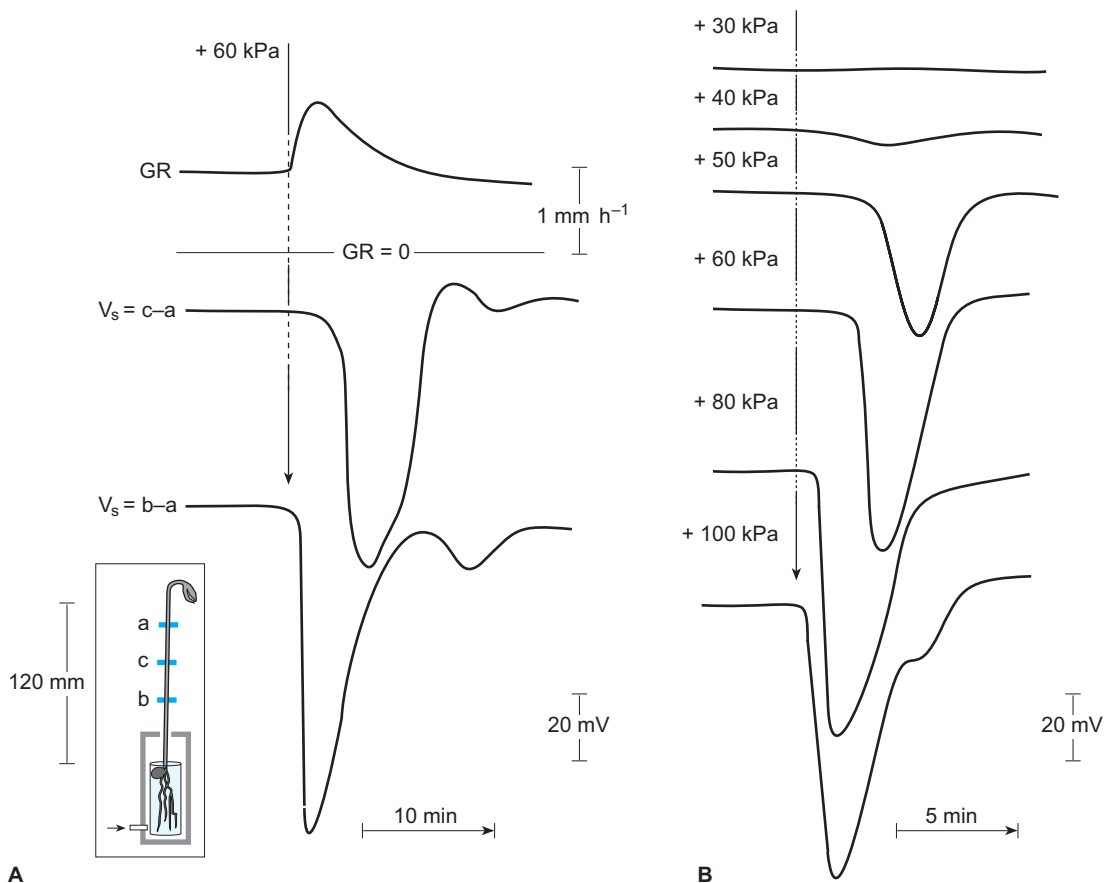 + 60 kPa
GR
1 mm h⁻¹
GR = 0
Vₛ = c–a
Vₛ = b–a
a
c
b
120 mm
20 mV
10 min
A
+ 30 kPa
+ 40 kPa
+ 50 kPa
+ 60 kPa
+ 80 kPa
+ 100 kPa
20 mV
5 min
B